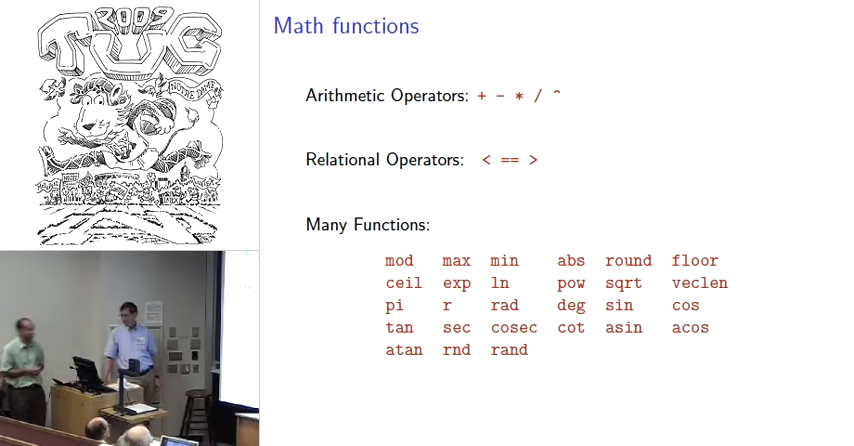 2009
TUG
NOTRE DAME
Math functions
Arithmetic Operators: + - * / ^
Relational Operators: < == >
Many Functions:
mod max min abs round floor
ceil exp ln pow sqrt veclen
pi r rad deg sin cos
tan sec cosec cot asin acos
atan rnd rand